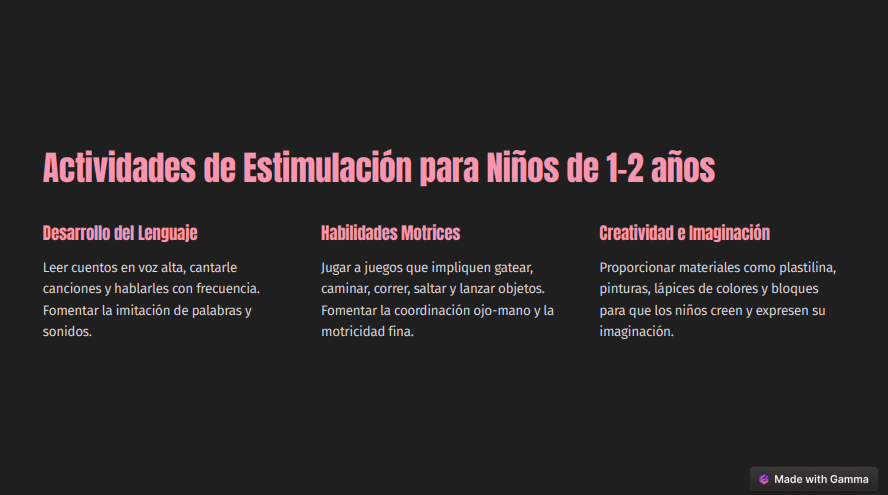 Actividades de Estimulación para Niños de 1-2 años
Desarrollo del Lenguaje
Leer cuentos en voz alta, cantarle
canciones y hablarles con frecuencia.
Fomentar la imitación de palabras y
sonidos.
Habilidades Motrices
Jugar a juegos que impliquen gatear,
caminar, correr, saltar y lanzar objetos.
Fomentar la coordinación ojo-mano y la
motricidad fina.
Creatividad e Imaginación
Proporcionar materiales como plastilina,
pinturas, lápices de colores y bloques
para que los niños creen y expresen su
imaginación.
Made with Gamma